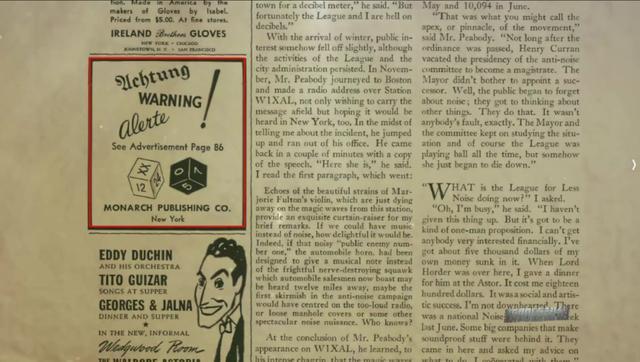 tion. Made in America by the
makers of Gloves by Isabel.
Priced from $5.00. At fine stores.
IRELAND Brothers GLOVES
NEW YORK · CHICAGO
JOHNSTOWN, N. Y. · SAN FRANCISCO
Achtung
WARNING
Alerte !
See Advertisement Page 86
XX
12
24
0
5
7
MONARCH PUBLISHING CO.
New York
EDDY DUCHIN
AND HIS ORCHESTRA
TITO GUIZAR
SONGS AT SUPPER
GEORGES & JALNA
DINNER AND SUPPER
IN THE NEW, INFORMAL
Wedgwood Room
town for a decibel meter," he said. "But
fortunately the League and I are hell on
decibels."
With the arrival of winter, public in-
terest somehow fell off slightly, although
the activities of the League and the
city administration persisted. In Novem-
ber, Mr. Peabody journeyed to Boston
and made a radio address over Station
W1XAL, not only wishing to carry the
message afield but hoping it would be
heard in New York, too. In the midst of
telling me about the incident, he jumped
up and ran out of his office. He came
back in a couple of minutes with a copy
of the speech. "Here she is," he said.
I read the first paragraph, which went:
Echoes of the beautiful strains of Mar-
jorie Fulton's violin, which are just dying
away on the magic waves from this station,
provide an exquisite curtain-raiser for my
brief remarks. If we could have music
instead of noise, how delightful it would be.
Indeed, if that noisy "public enemy num-
ber one," the automobile horn, had been
designed to give a musical note instead
of the frightful nerve-destroying squawk
which automobile salesmen now boast may
be heard twelve miles away, maybe the
first skirmish in the anti-noise campaign
would have centred on the too-loud radio,
or loose manhole covers or some other
spectacular noise nuisance. Who knows?
At the conclusion of Mr. Peabody's
appearance on W1XAL, he learned, to
his intense chagrin, that the magic waves
May and 10,094 in June.
"That was what you might call the
apex, or pinnacle, of the movement,"
said Mr. Peabody. "Not long after the
ordinance was passed, Henry Curran
vacated the presidency of the anti-noise
committee to become a magistrate. The
Mayor didn't bother to appoint a suc-
cessor. Well, the public began to forget
about noise; they got to thinking about
other things. They do. It wasn't
anybody's fault, exactly. The Mayor and
the committee kept on studying the situ-
ation and of course the League was
playing ball all the time, but somehow
she just began to die down."
"WHAT is the League for Less
Noise doing now?" I asked.
"Oh, I'm busy," he said. "I haven't
given this thing up. But it's got to be a
kind of one-man proposition. I can't get
anybody very interested financially. I've
got about five thousand dollars of my
own money sunk in it. When Lord
Horder was over here, I gave a dinner
for him at the Astor. It cost me eighteen
hundred dollars. It was a social and artis-
tic success. I'm not downhearted. There
was a national Noise
last June. Some big companies that make
soundproof stuff were behind it. They
came in here and asked my advice on